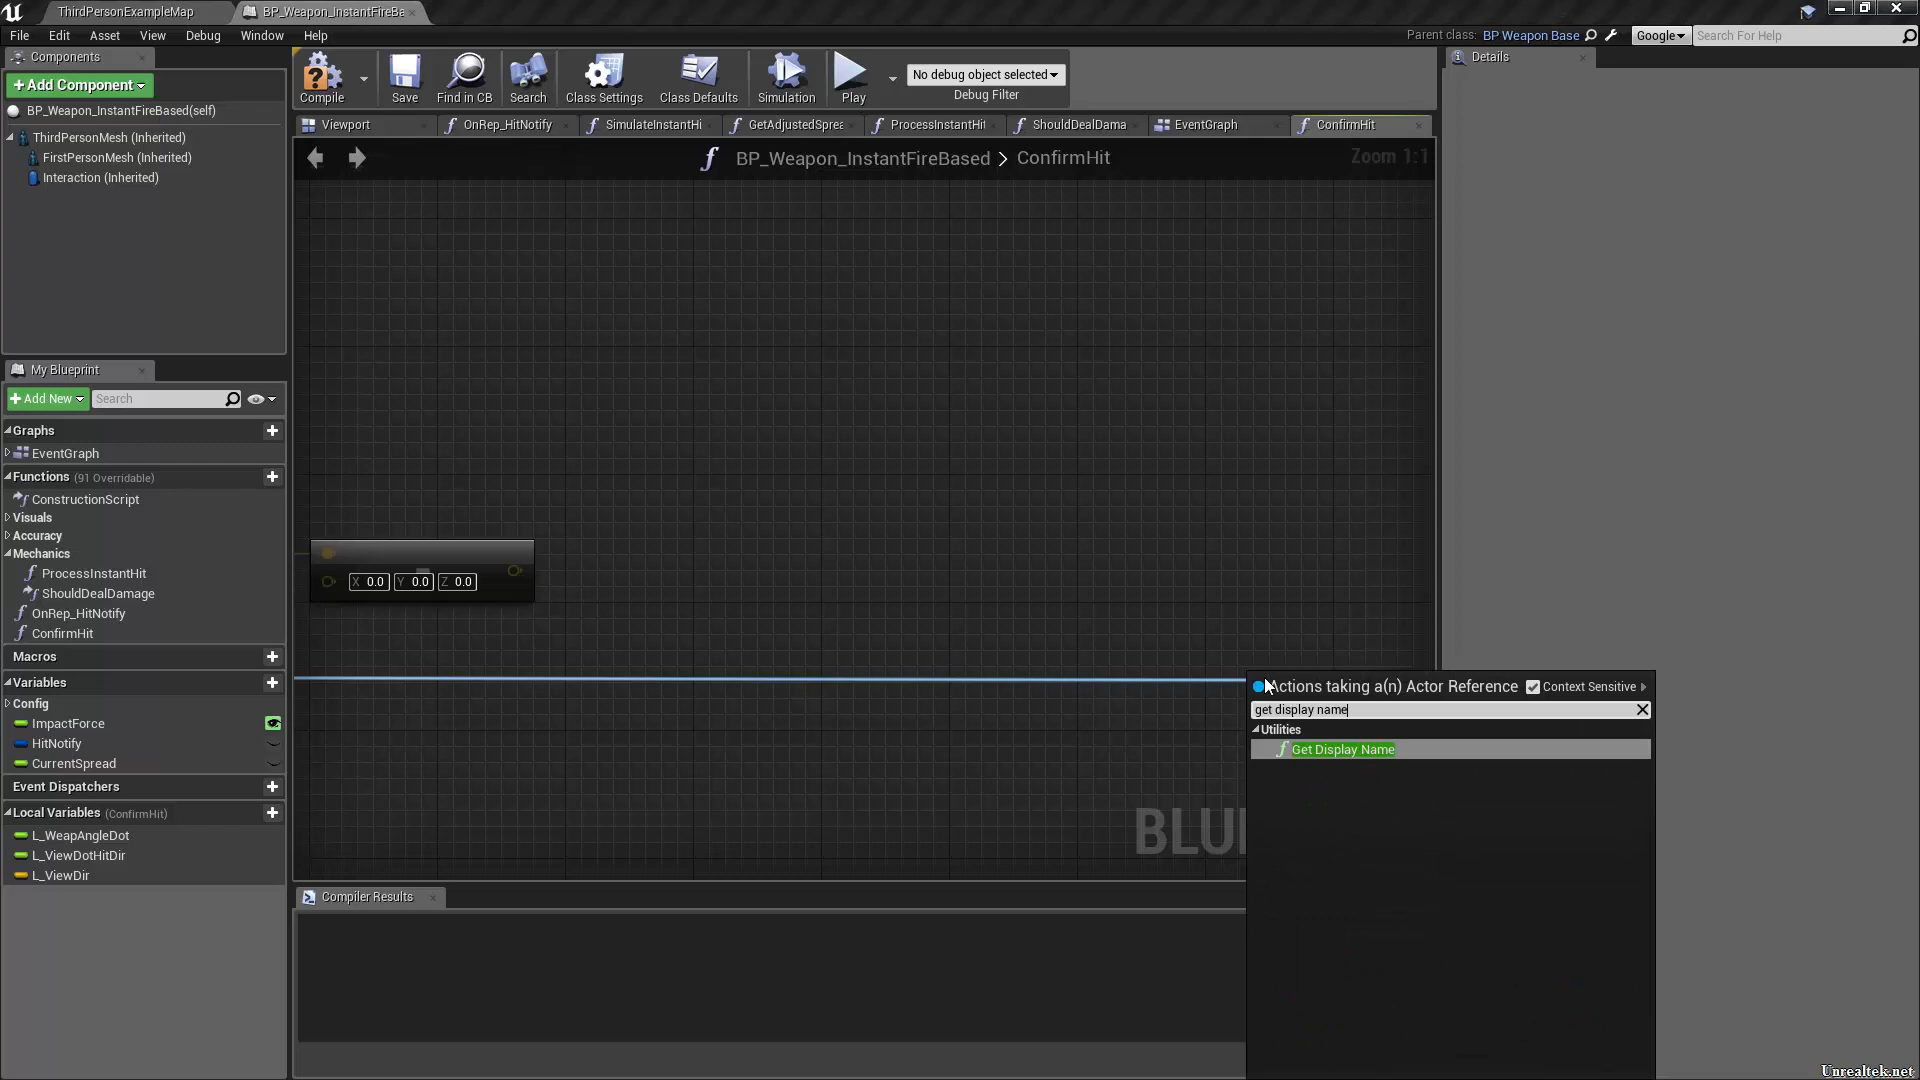 ThirdPersonExampleMap
BP_Weapon_InstantFireBa
File Edit Asset View Debug Window Help
Parent class: BP Weapon Base
Google
Search For Help
Components
+Add Component
BP_Weapon_InstantFireBased(self)
ThirdPersonMesh (Inherited)
FirstPersonMesh (Inherited)
Interaction (Inherited)
Compile
Save
Find in CB
Search
Class Settings
Class Defaults
Simulation
Play
No debug object selected
Debug Filter
Details
Viewport
OnRep_HitNotify
SimulateInstantHi
GetAdjustedSprea
ProcessInstantHit
ShouldDealDama
EventGraph
ConfirmHit
BP_Weapon_InstantFireBased > ConfirmHit
Zoom 1:1
X 0.0 Y 0.0 Z 0.0
My Blueprint
+Add New
Search
Graphs
EventGraph
Functions (91 Overridable)
ConstructionScript
Visuals
Accuracy
Mechanics
ProcessInstantHit
ShouldDealDamage
OnRep_HitNotify
ConfirmHit
Macros
Variables
Config
ImpactForce
HitNotify
CurrentSpread
Event Dispatchers
Local Variables (ConfirmHit)
L_WeapAngleDot
L_ViewDotHitDir
L_ViewDir
Actions taking a(n) Actor Reference
Context Sensitive
get display name
Utilities
Get Display Name
BLU
Compiler Results
Unrealtek.net